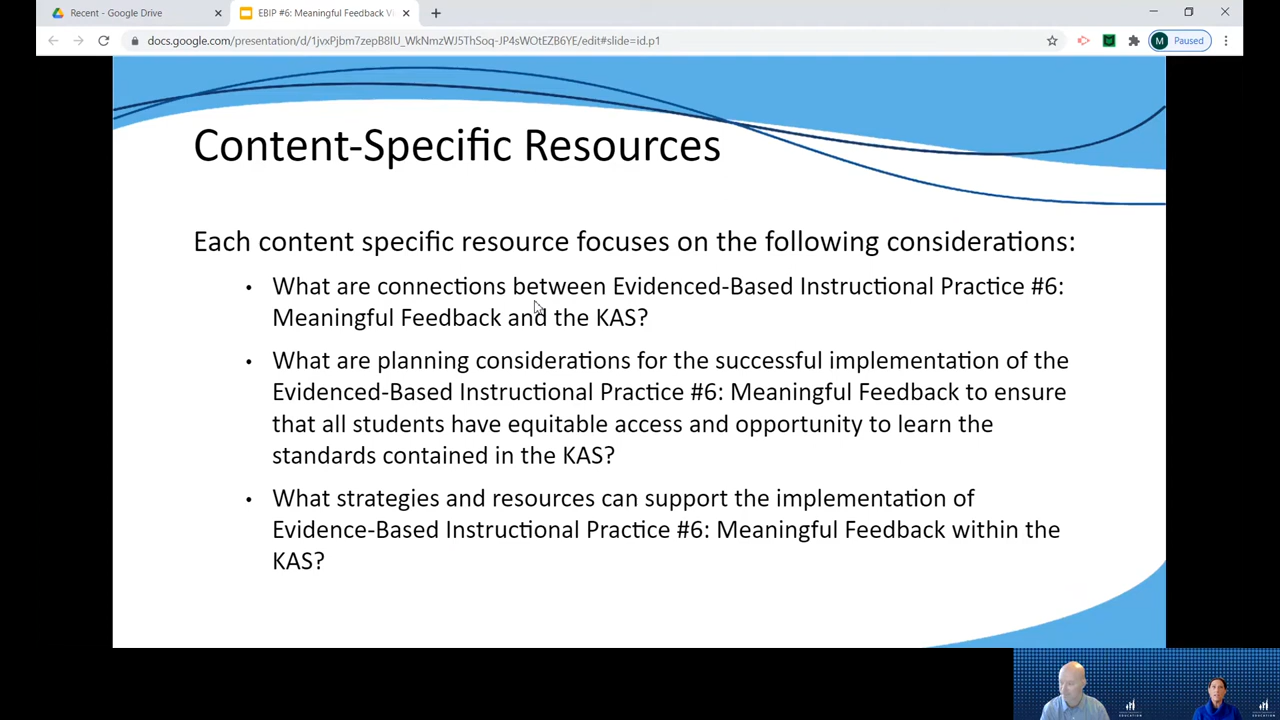 Recent - Google Drive
EBIP #6: Meaningful Feedback V
docs.google.com/presentation/d/1jvxPjbm7zepB8IU_WkNmzWJ5ThSoq-JP4sWOtEZB6YE/edit#slide=id.p1
M Paused
Content-Specific Resources
Each content specific resource focuses on the following considerations:
• What are connections between Evidenced-Based Instructional Practice #6:
Meaningful Feedback and the KAS?
• What are planning considerations for the successful implementation of the
Evidenced-Based Instructional Practice #6: Meaningful Feedback to ensure
that all students have equitable access and opportunity to learn the
standards contained in the KAS?
• What strategies and resources can support the implementation of
Evidence-Based Instructional Practice #6: Meaningful Feedback within the
KAS?